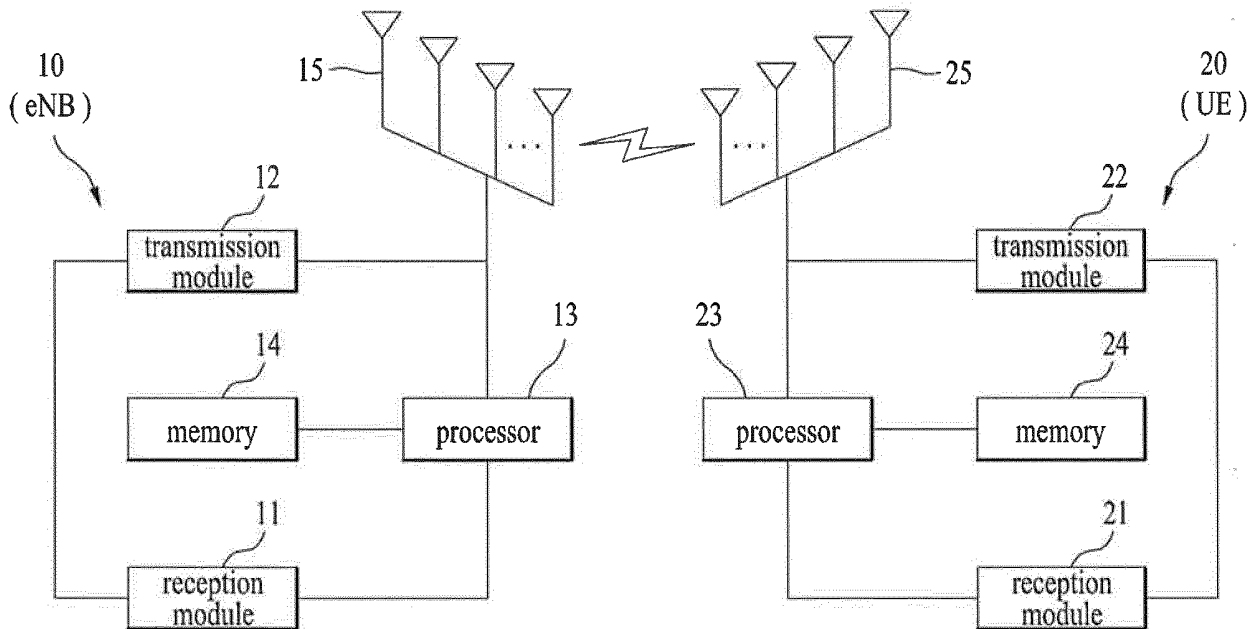 10
( eNB )
15
25
20
( UE )
12
transmission
module
22
transmission
module
14
memory
13
processor
23
processor
24
memory
11
reception
module
21
reception
module